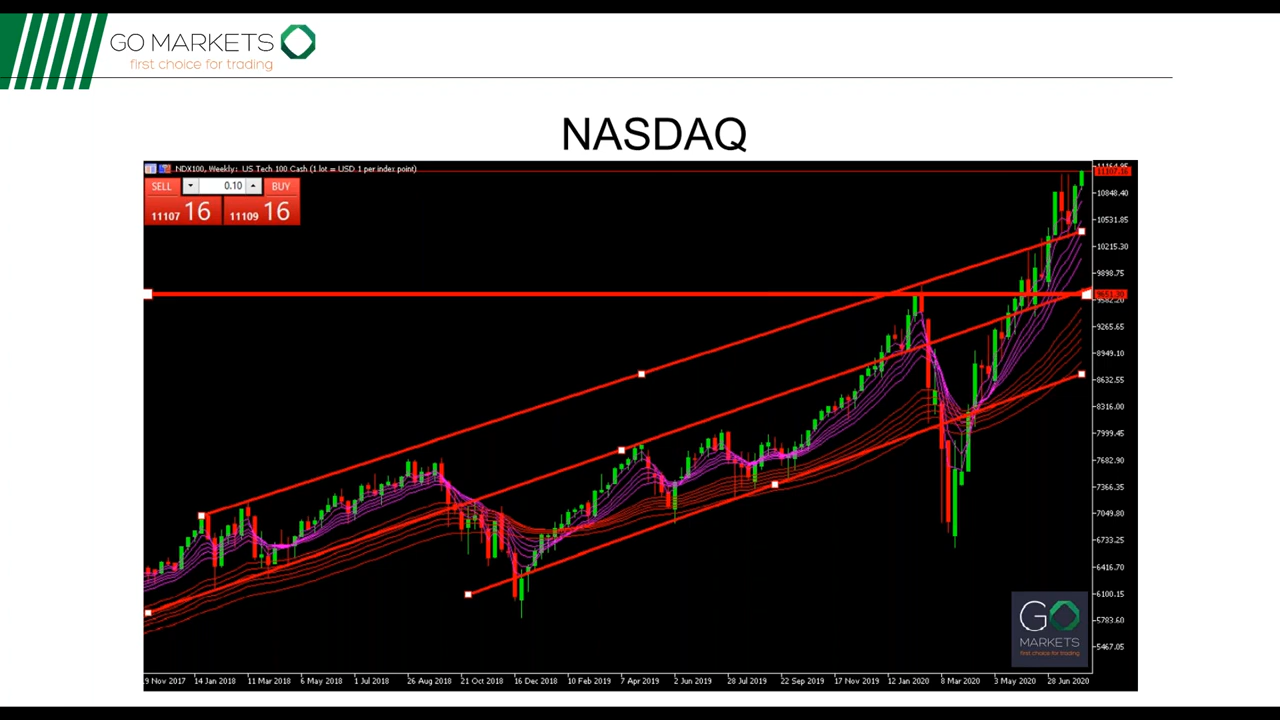 GO MARKETS
first choice for trading
NASDAQ
NDX100, Weekly: US Tech 100 Cash (1 lot = USD 1 per index point)
SELL 0.10 BUY
11107 16 11109 16
11164.95
11107.16
10848.40
10531.85
10215.30
9898.75
9582.20
9265.65
8949.10
8632.55
8316.00
7999.45
7682.90
7366.35
7049.80
6733.25
6416.70
6100.15
5783.60
5467.05
GO
MARKETS
first choice for trading
19 Nov 2017 14 Jan 2018 11 Mar 2018 6 May 2018 1 Jul 2018 26 Aug 2018 21 Oct 2018 16 Dec 2018 10 Feb 2019 7 Apr 2019 2 Jun 2019 28 Jul 2019 22 Sep 2019 17 Nov 2019 12 Jan 2020 8 Mar 2020 3 May 2020 28 Jun 2020